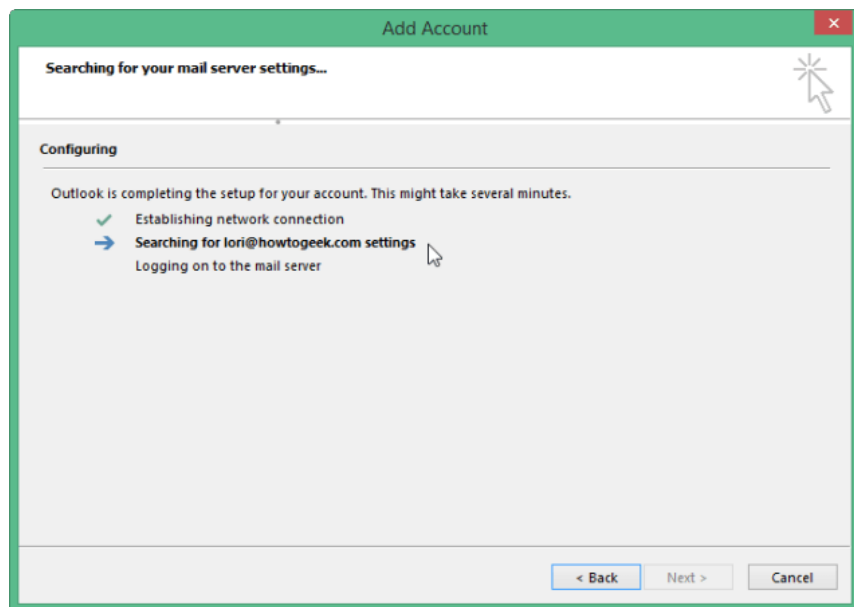 Add Account
Searching for your mail server settings...
Configuring
Outlook is completing the setup for your account. This might take several minutes.
Establishing network connection
Searching for lori@howtogeek.com settings
Logging on to the mail server
< Back Next > Cancel